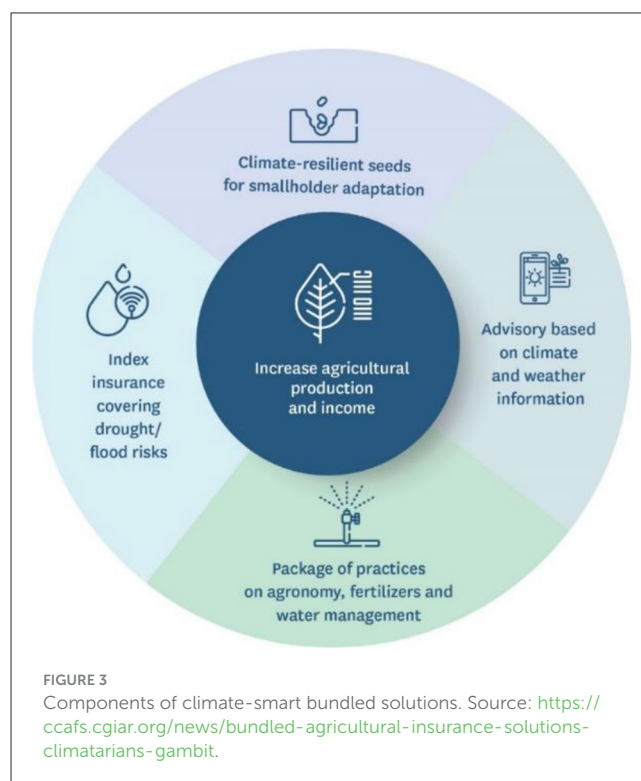 Climate-resilient seeds
for smallholder adaptation
Index
insurance
covering
drought/
flood risks
Increase agricultural
production
and income
Advisory based
on climate
and weather
information
Package of practices
on agronomy, fertilizers and
water management
FIGURE 3
Components of climate-smart bundled solutions. Source: https://
ccafs.cgiar.org/news/bundled-agricultural-insurance-solutions-
climatarians-gambit.